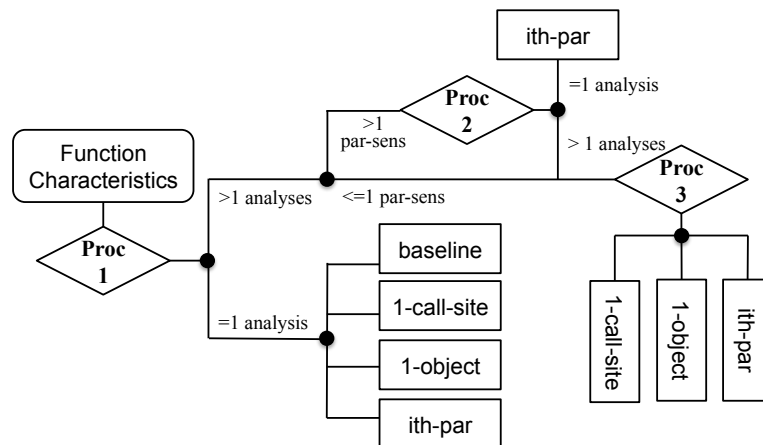 ith-par
=1 analysis
Proc
2
>1
par-sens
> 1 analyses
Function
Characteristics
Proc
3
>1 analyses
<=1 par-sens
Proc
1
baseline
=1 analysis
1-call-site
1-object
ith-par
1-call-site
1-object
ith-par